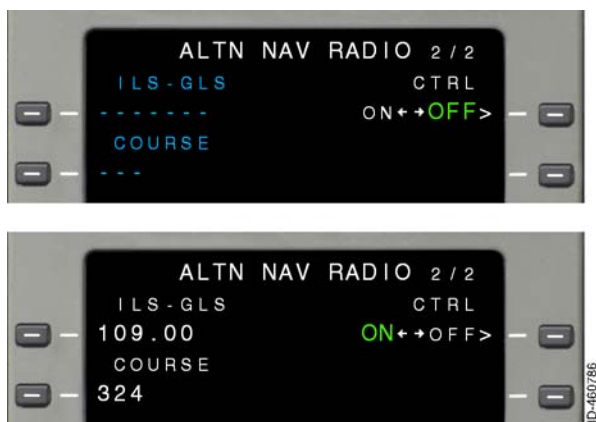 ALTN NAV RADIO 2/2
ILS-GLS CTRL
------- ON←→OFF>
COURSE
---
ALTN NAV RADIO 2/2
ILS-GLS CTRL
109.00 ON←→OFF>
COURSE
324
ID-460786